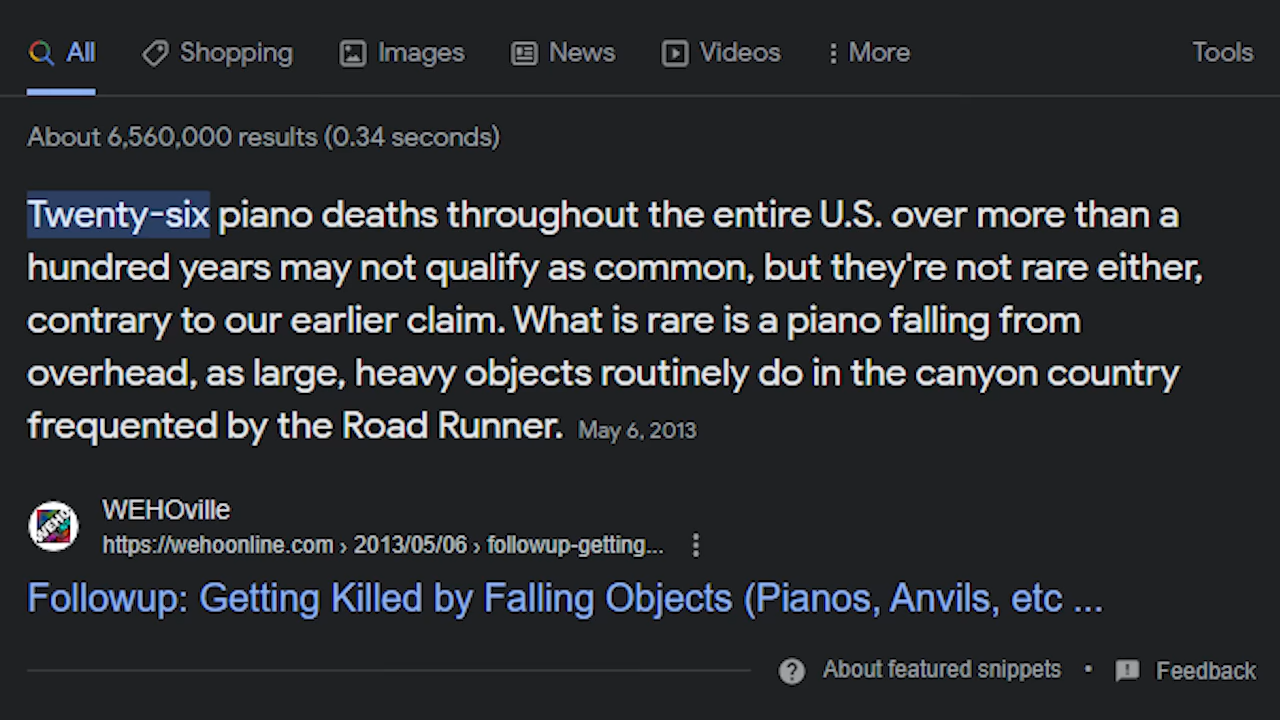 All Shopping Images News Videos More Tools
About 6,560,000 results (0.34 seconds)
Twenty-six piano deaths throughout the entire U.S. over more than a
hundred years may not qualify as common, but they're not rare either,
contrary to our earlier claim. What is rare is a piano falling from
overhead, as large, heavy objects routinely do in the canyon country
frequented by the Road Runner. May 6, 2013
WEHO
WEHOville
https://wehoonline.com › 2013/05/06 › followup-getting...
Followup: Getting Killed by Falling Objects (Pianos, Anvils, etc ...
About featured snippets • Feedback